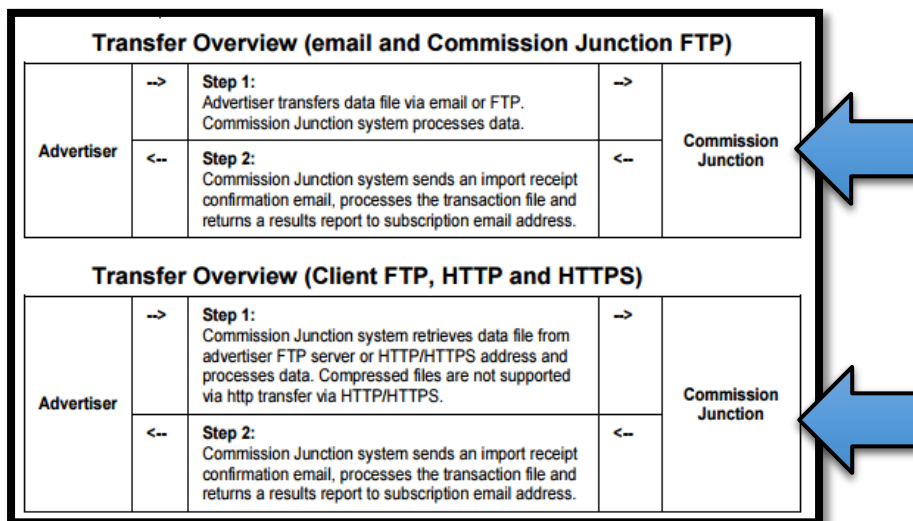 Transfer Overview (email and Commission Junction FTP)
Advertiser
-->
Step 1:
Advertiser transfers data file via email or FTP.
Commission Junction system processes data.
-->
Commission
Junction
<--
Step 2:
Commission Junction system sends an import receipt
confirmation email, processes the transaction file and
returns a results report to subscription email address.
<--
Transfer Overview (Client FTP, HTTP and HTTPS)
Advertiser
-->
Step 1:
Commission Junction system retrieves data file from
advertiser FTP server or HTTP/HTTPS address and
processes data. Compressed files are not supported
via http transfer via HTTP/HTTPS.
-->
Commission
Junction
<--
Step 2:
Commission Junction system sends an import receipt
confirmation email, processes the transaction file and
returns a results report to subscription email address.
<--